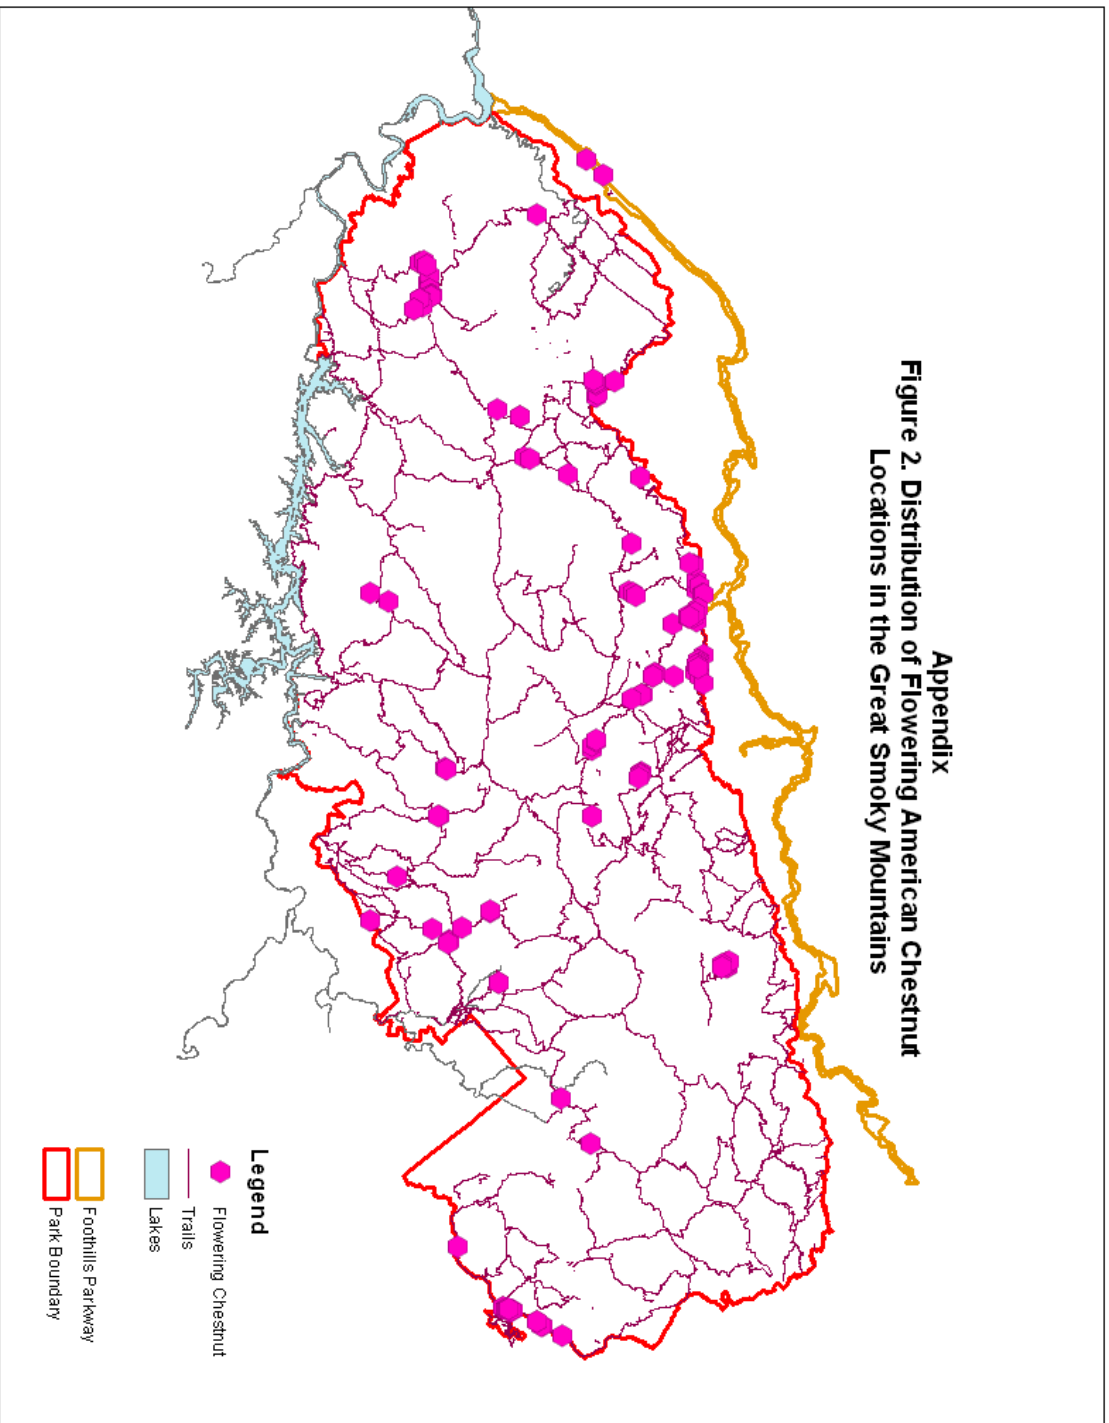 Appendix
Figure 2. Distribution of Flowering American Chestnut
Locations in the Great Smoky Mountains
Legend
Flowering Chestnut
Trails
Lakes
Foothills Parkway
Park Boundary